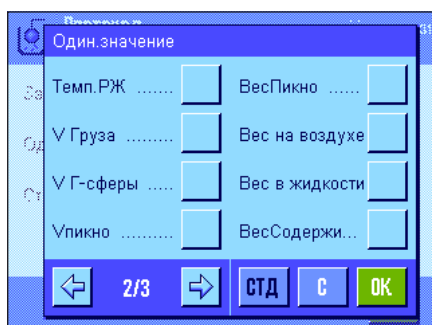 Один.значение
Темп.РЖ ....... ВесПикно ......
V Груза .......... Вес на воздухе
V Г-сферы ..... Вес в жидкости
Vпикно .......... ВесСодержи...
2/3 СТД C OK